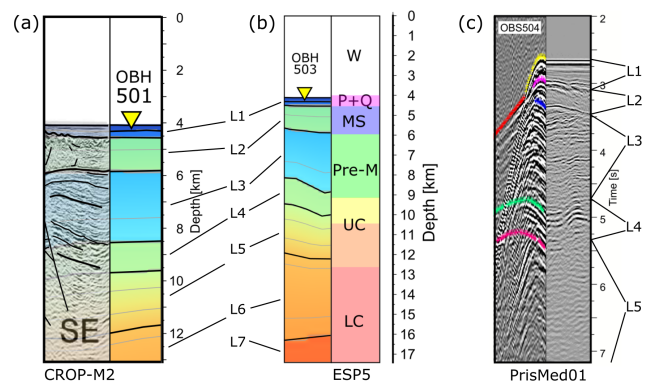 (a)
OBH
501
0
2
4
6
8
10
12
Depth [km]
SE
CROP-M2
L1
L2
L3
L4
L5
L6
L7
(b)
OBH
503
W
P+Q
MS
Pre-M
UC
LC
0
1
2
3
4
5
6
7
8
9
10
11
12
13
14
15
16
17
Depth [km]
ESP5
(c)
OBS504
2
3
4
5
6
7
Time [s]
L1
L2
L3
L4
L5
PrisMed01